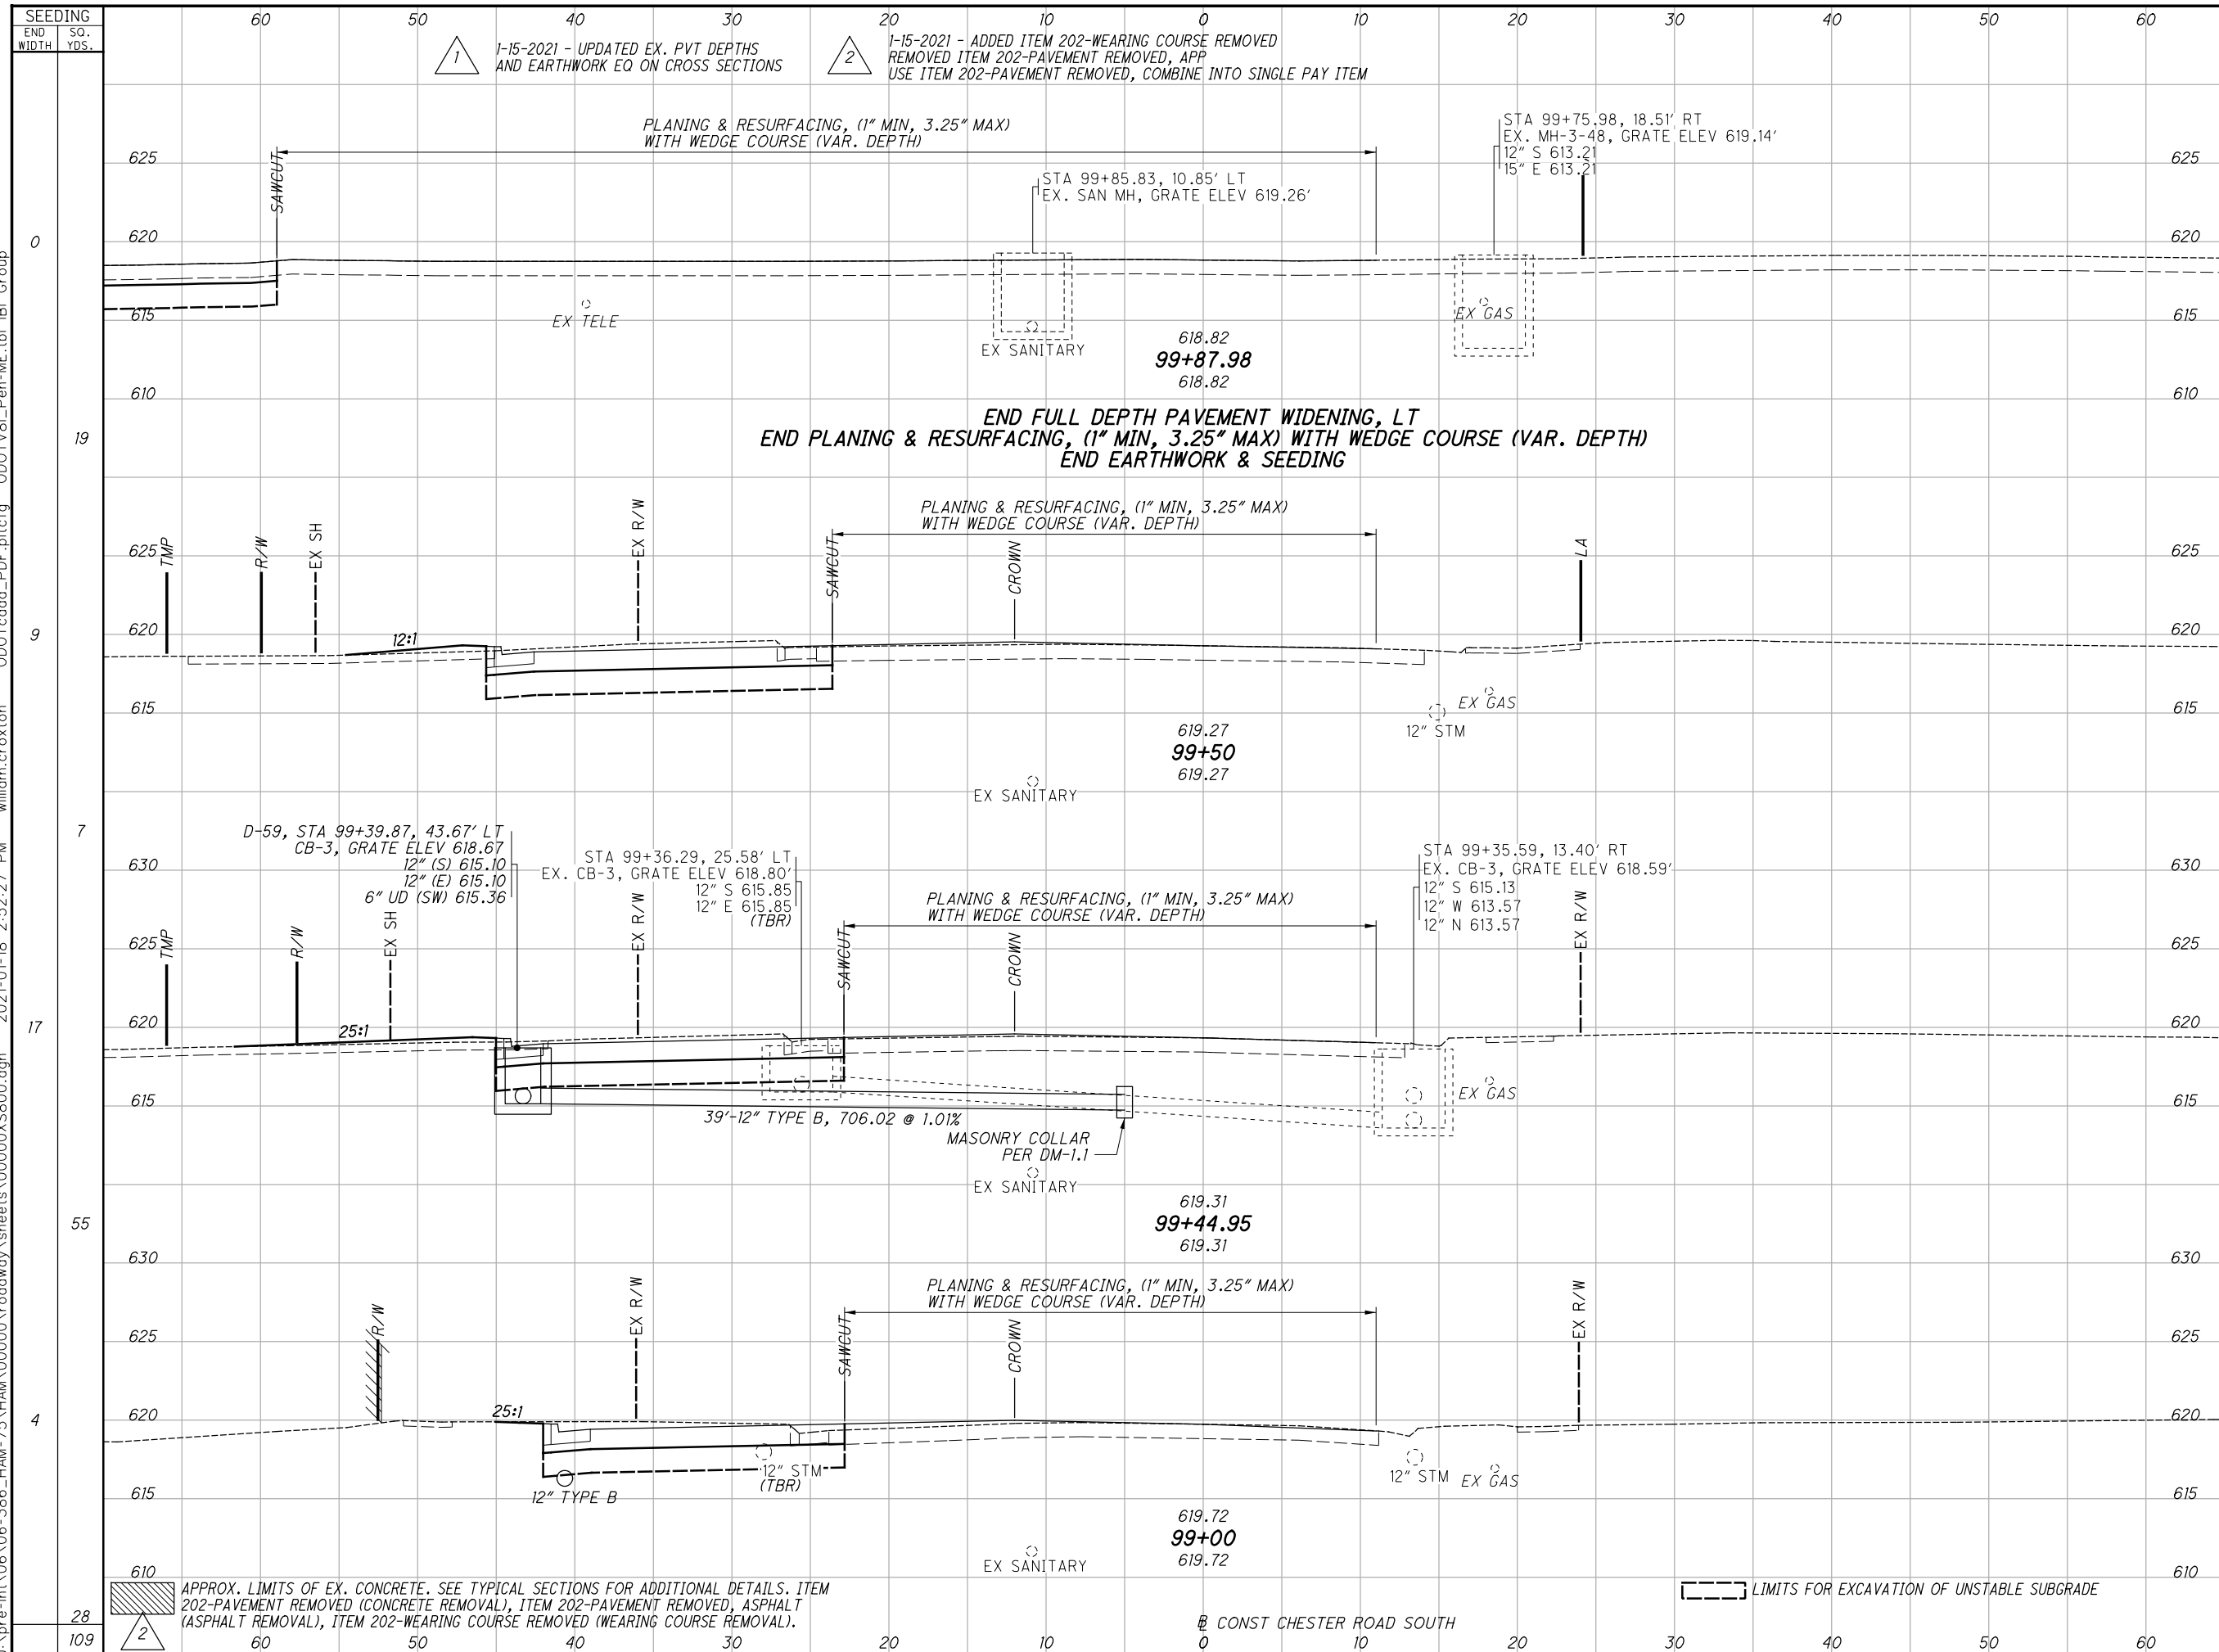 SEEDING
END WIDTH
SQ. YDS.
60 50 40 30 20 10 0 10 20 30 40 50 60
1
1-15-2021 - UPDATED EX. PVT DEPTHS
AND EARTHWORK EQ ON CROSS SECTIONS
2
1-15-2021 - ADDED ITEM 202-WEARING COURSE REMOVED
REMOVED ITEM 202-PAVEMENT REMOVED, APP
USE ITEM 202-PAVEMENT REMOVED, COMBINE INTO SINGLE PAY ITEM
PLANING & RESURFACING, (1" MIN, 3.25" MAX)
WITH WEDGE COURSE (VAR. DEPTH)
STA 99+75.98, 18.51' RT
EX. MH-3-48, GRATE ELEV 619.14'
12" S 613.21
15" E 613.21
625
625
SAWCUT
STA 99+85.83, 10.85' LT
EX. SAN MH, GRATE ELEV 619.26'
0
620
620
615
615
EX TELE
EX SANITARY
EX GAS
618.82
99+87.98
618.82
610
610
END FULL DEPTH PAVEMENT WIDENING, LT
END PLANING & RESURFACING, (1" MIN, 3.25" MAX) WITH WEDGE COURSE (VAR. DEPTH)
END EARTHWORK & SEEDING
19
PLANING & RESURFACING, (1" MIN, 3.25" MAX)
WITH WEDGE COURSE (VAR. DEPTH)
625
TMP
R/W
EX SH
EX R/W
SAWCUT
CROWN
LA
625
9
620
12:1
620
615
615
EX GAS
12" STM
619.27
99+50
619.27
EX SANITARY
7
D-59, STA 99+39.87, 43.67' LT
CB-3, GRATE ELEV 618.67
12" (S) 615.10
12" (E) 615.10
6" UD (SW) 615.36
STA 99+36.29, 25.58' LT
EX. CB-3, GRATE ELEV 618.80'
12" S 615.85
12" E 615.85
(TBR)
STA 99+35.59, 13.40' RT
EX. CB-3, GRATE ELEV 618.59'
12" S 615.13
12" W 613.57
12" N 613.57
630
630
PLANING & RESURFACING, (1" MIN, 3.25" MAX)
WITH WEDGE COURSE (VAR. DEPTH)
625
TMP
R/W
EX SH
EX R/W
SAWCUT
CROWN
EX R/W
625
17
620
25:1
620
615
615
EX GAS
39'-12" TYPE B, 706.02 @ 1.01%
MASONRY COLLAR
PER DM-1.1
EX SANITARY
619.31
99+44.95
619.31
55
630
630
PLANING & RESURFACING, (1" MIN, 3.25" MAX)
WITH WEDGE COURSE (VAR. DEPTH)
625
R/W
EX R/W
SAWCUT
CROWN
EX R/W
625
4
620
25:1
620
615
615
12" TYPE B
12" STM
(TBR)
12" STM
EX GAS
619.72
99+00
619.72
EX SANITARY
610
610
APPROX. LIMITS OF EX. CONCRETE. SEE TYPICAL SECTIONS FOR ADDITIONAL DETAILS. ITEM
202-PAVEMENT REMOVED (CONCRETE REMOVAL), ITEM 202-PAVEMENT REMOVED, ASPHALT
(ASPHALT REMOVAL), ITEM 202-WEARING COURSE REMOVED (WEARING COURSE REMOVAL).
2
LIMITS FOR EXCAVATION OF UNSTABLE SUBGRADE
28
CONST CHESTER ROAD SOUTH
109
60 50 40 30 20 10 0 10 20 30 40 50 60
2021-01-18 2:52:27 PM william.croxton